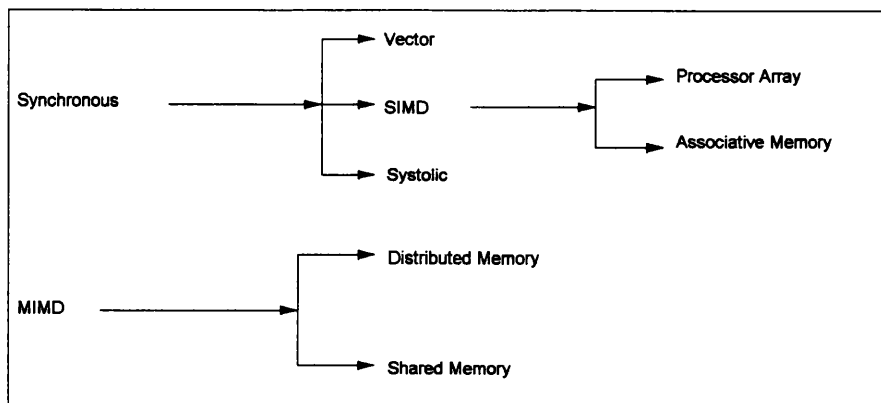 Vector
Processor Array
Synchronous
SIMD
Associative Memory
Systolic
Distributed Memory
MIMD
Shared Memory